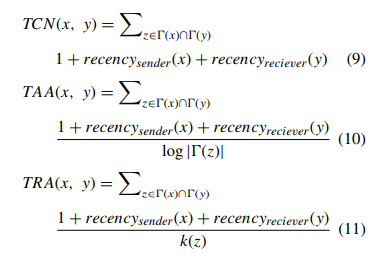 TCN(x, y) = ∑z∈Γ(x)∩Γ(y)
1 + recencysender(x) + recencyreciever(y) (9)
TAA(x, y) = ∑z∈Γ(x)∩Γ(y)
1 + recencysender(x) + recencyreciever(y)
log |Γ(z)| (10)
TRA(x, y) = ∑z∈Γ(x)∩Γ(y)
1 + recencysender(x) + recencyreciever(y)
k(z) (11)